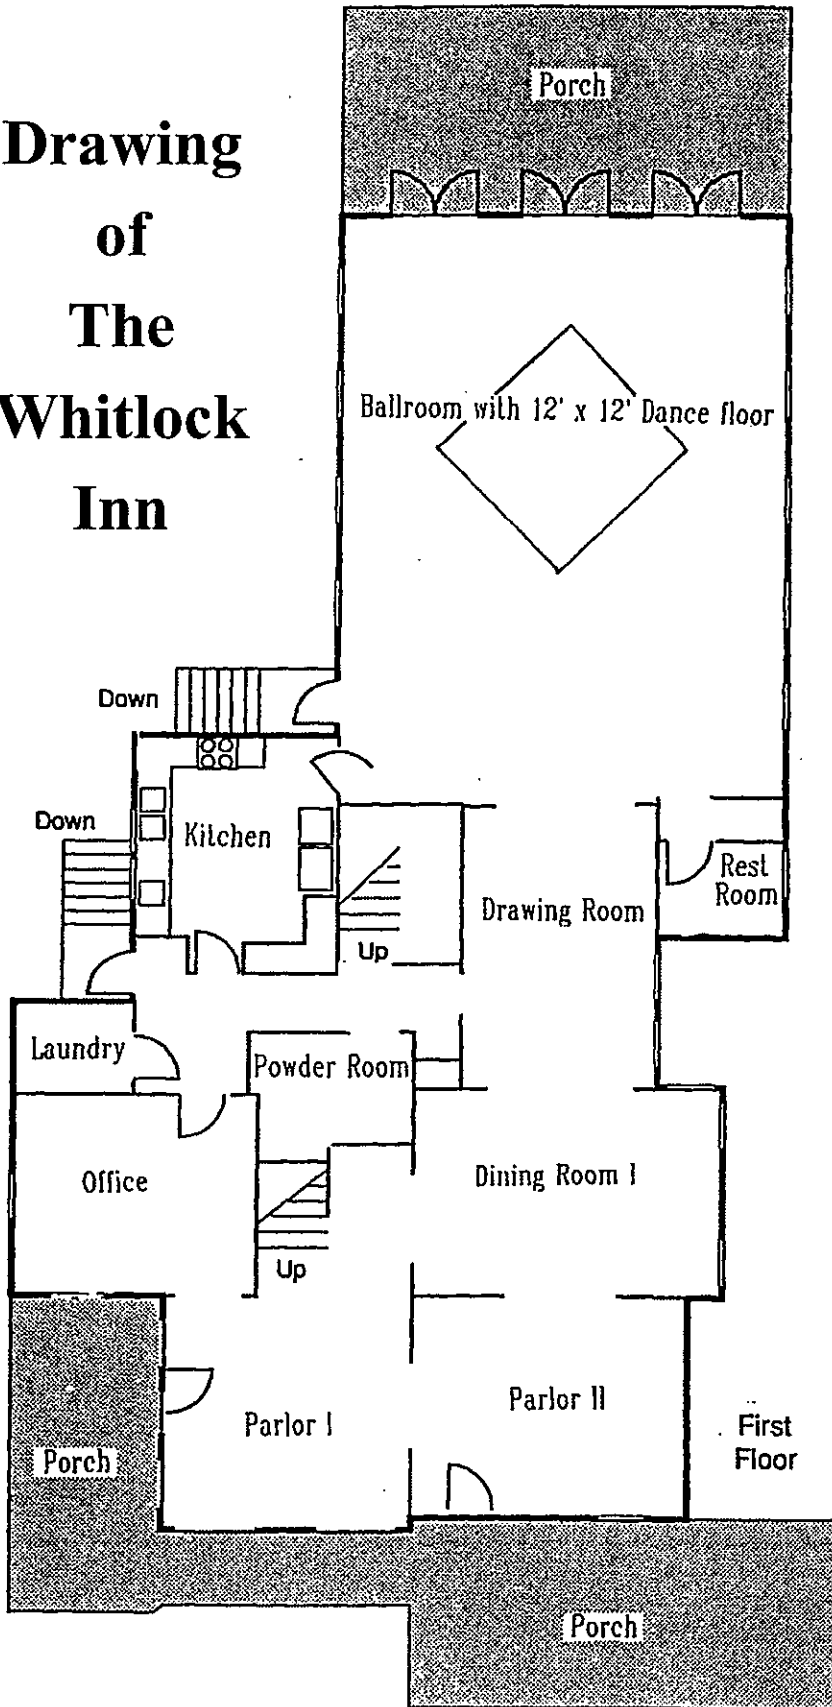 Drawing
of
The
Whitlock
Inn
Porch
Ballroom with 12' x 12' Dance floor
Down
Down
Kitchen
Rest
Room
Drawing Room
Up
Laundry
Powder Room
Office
Dining Room I
Up
Parlor I
Parlor II
First
Floor
Porch
Porch